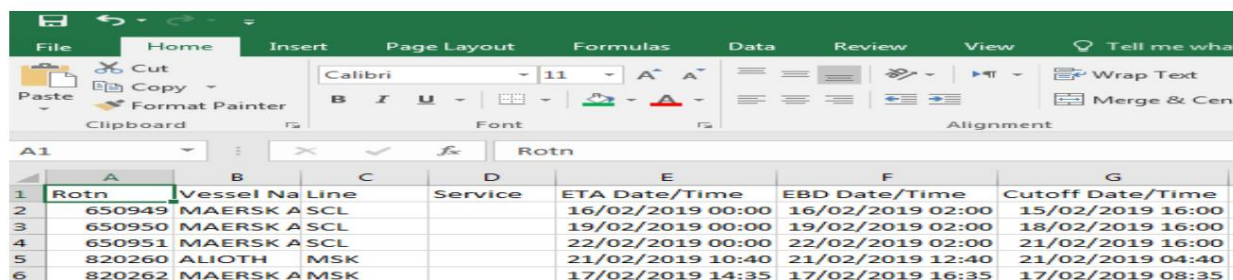 File Home Insert Page Layout Formulas Data Review View Tell me wha
Cut
Copy
Format Painter
Paste
Calibri 11 A A Wrap Text
B I U A Merge & Cen
Clipboard Font Alignment
A1 fx Rotn
A B C D E F G
1 Rotn Vessel Na Line Service ETA Date/Time EBD Date/Time Cutoff Date/Time
2 650949 MAERSK A SCL 16/02/2019 00:00 16/02/2019 02:00 15/02/2019 16:00
3 650950 MAERSK A SCL 19/02/2019 00:00 19/02/2019 02:00 18/02/2019 16:00
4 650951 MAERSK A SCL 22/02/2019 00:00 22/02/2019 02:00 21/02/2019 16:00
5 820260 ALIOTH MSK 21/02/2019 10:40 21/02/2019 12:40 21/02/2019 04:40
6 820262 MAERSK A MSK 17/02/2019 14:35 17/02/2019 16:35 17/02/2019 08:35